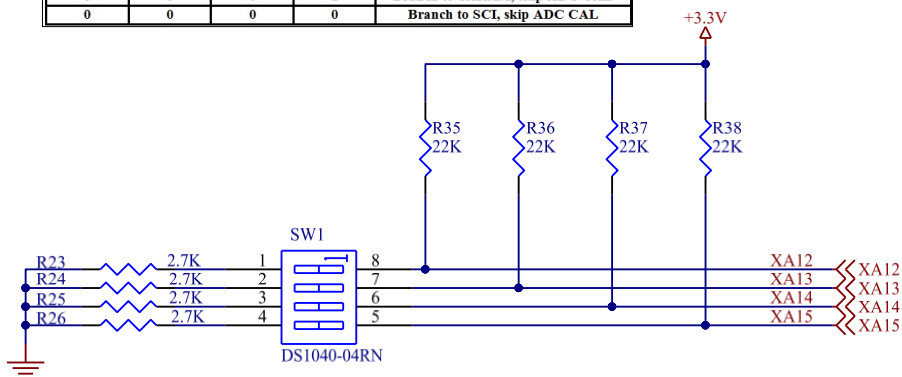 0 0 0 0 Branch to SCI, skip ADC CAL
+3.3V
R35 R36 R37 R38
22K 22K 22K 22K
SW1
R23 2.7K 1 8 XA12 XA12
R24 2.7K 2 7 XA13 XA13
R25 2.7K 3 6 XA14 XA14
R26 2.7K 4 5 XA15 XA15
DS1040-04RN